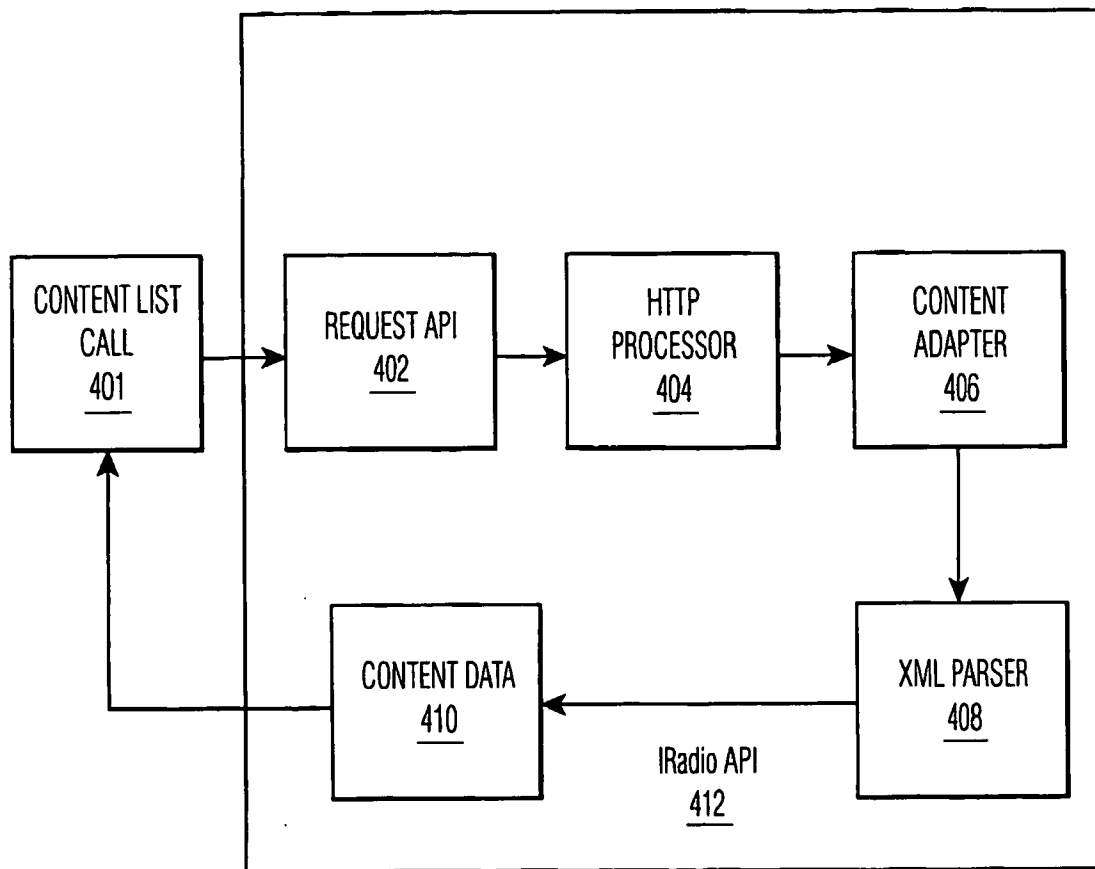 CONTENT LIST
CALL
401
REQUEST API
402
HTTP
PROCESSOR
404
CONTENT
ADAPTER
406
CONTENT DATA
410
XML PARSER
408
IRadio API
412